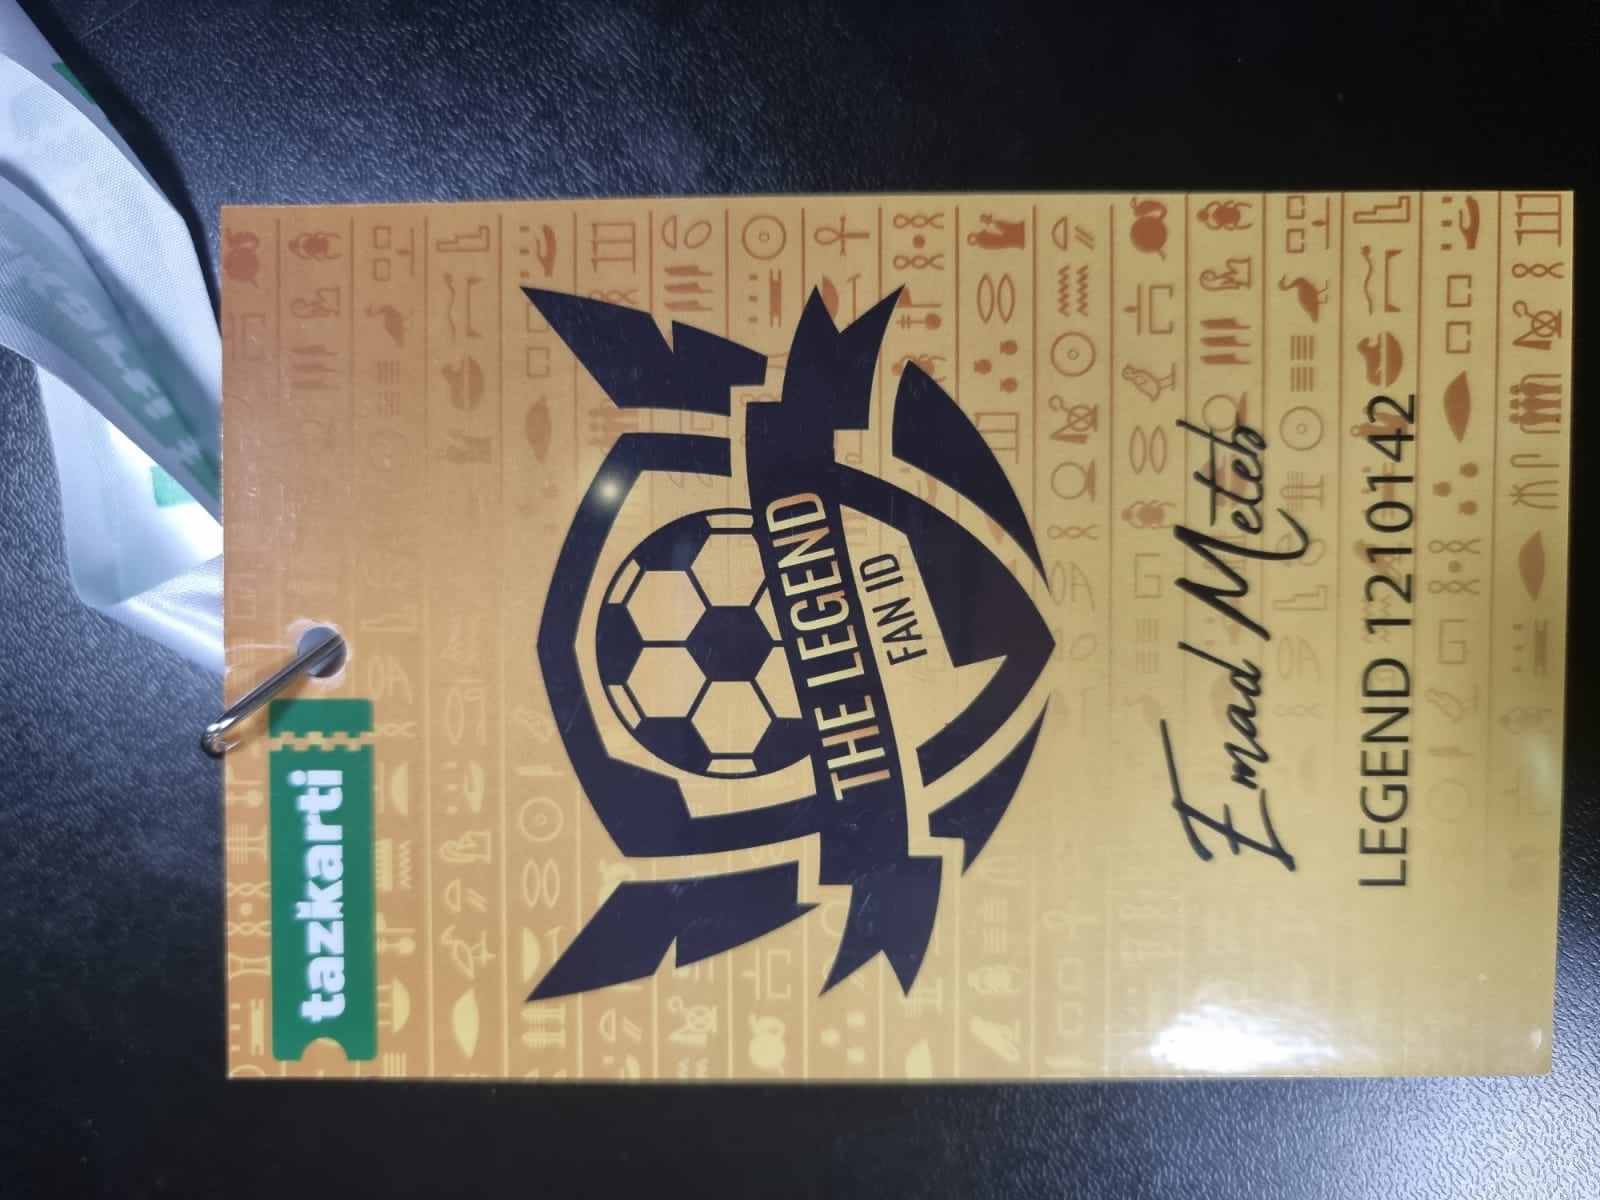 tazkarti
THE LEGEND
FAN ID
Emad Meteb
LEGEND 1210142